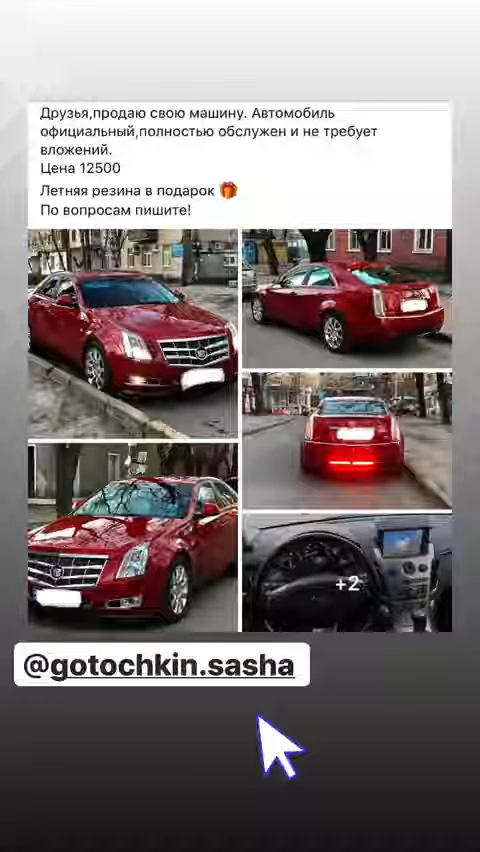 Друзья,продаю свою машину. Автомобиль
официальный,полностью обслужен и не требует
вложений.
Цена 12500
Летняя резина в подарок 🎁
По вопросам пишите!
+2
@gotochkin.sasha